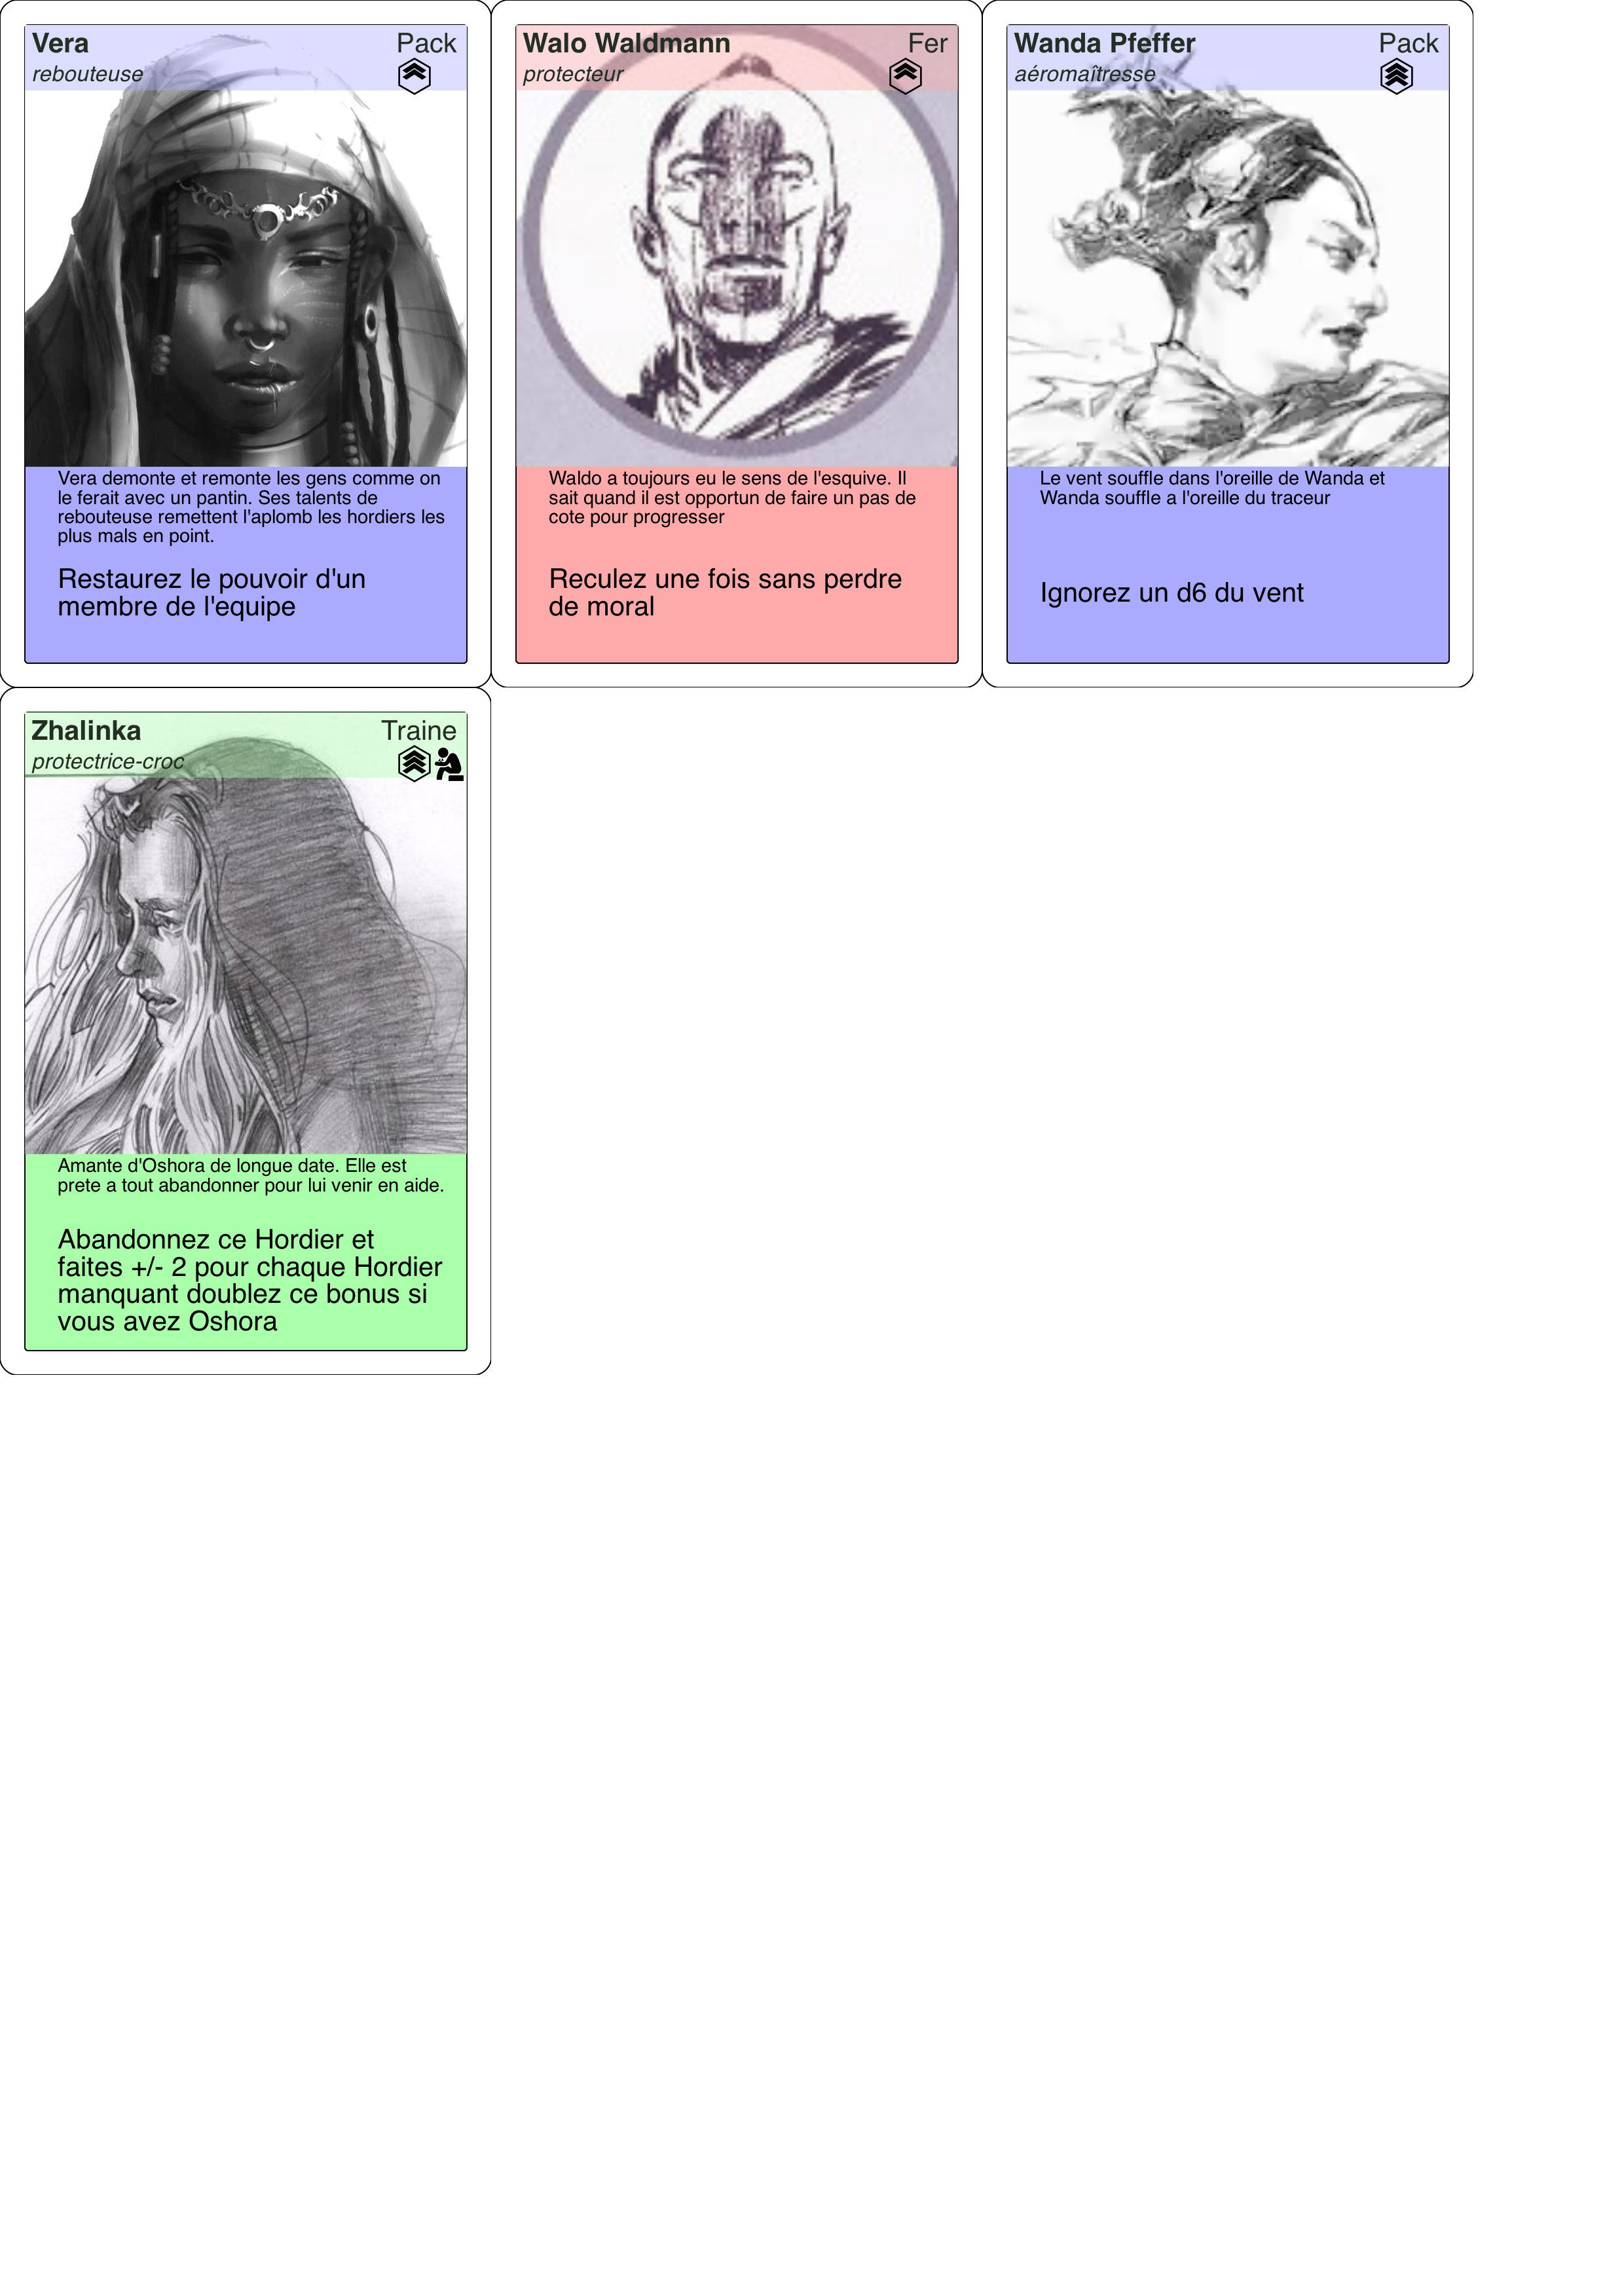 Vera
Pack
rebouteuse
Vera demonte et remonte les gens comme on
le ferait avec un pantin. Ses talents de
rebouteuse remettent l'aplomb les hordiers les
plus mals en point.
Restaurez le pouvoir d'un
membre de l'equipe
Walo Waldmann
Fer
protecteur
Waldo a toujours eu le sens de l'esquive. Il
sait quand il est opportun de faire un pas de
cote pour progresser
Reculez une fois sans perdre
de moral
Wanda Pfeffer
Pack
aéromaîtresse
Le vent souffle dans l'oreille de Wanda et
Wanda souffle a l'oreille du traceur
Ignorez un d6 du vent
Zhalinka
Traine
protectrice-croc
Amante d'Oshora de longue date. Elle est
prete a tout abandonner pour lui venir en aide.
Abandonnez ce Hordier et
faites +/- 2 pour chaque Hordier
manquant doublez ce bonus si
vous avez Oshora